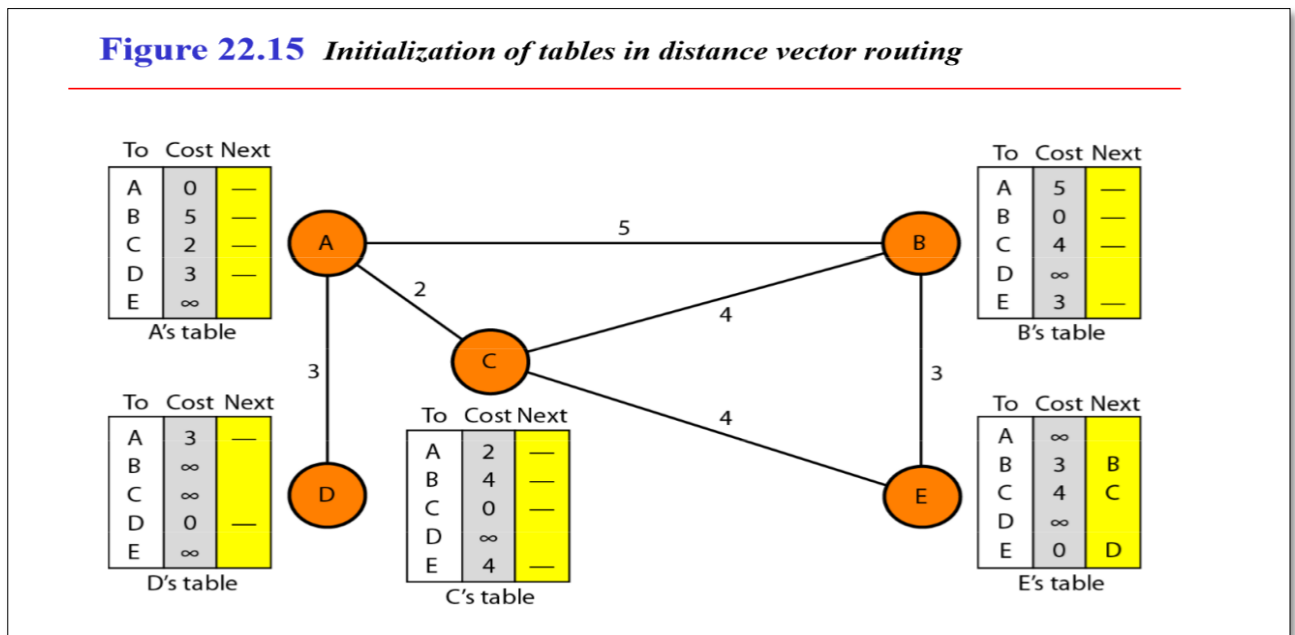 Figure 22.15 Initialization of tables in distance vector routing
To Cost Next
A 0 —
B 5 —
C 2 —
D 3 —
E ∞
A's table
To Cost Next
A 5 —
B 0 —
C 4 —
D ∞
E 3 —
B's table
A
5
B
2
4
C
3
3
4
D
E
To Cost Next
A 3 —
B ∞
C ∞
D 0 —
E ∞
D's table
To Cost Next
A 2 —
B 4 —
C 0 —
D ∞
E 4 —
C's table
To Cost Next
A ∞
B 3 B
C 4 C
D ∞
E 0 D
E's table